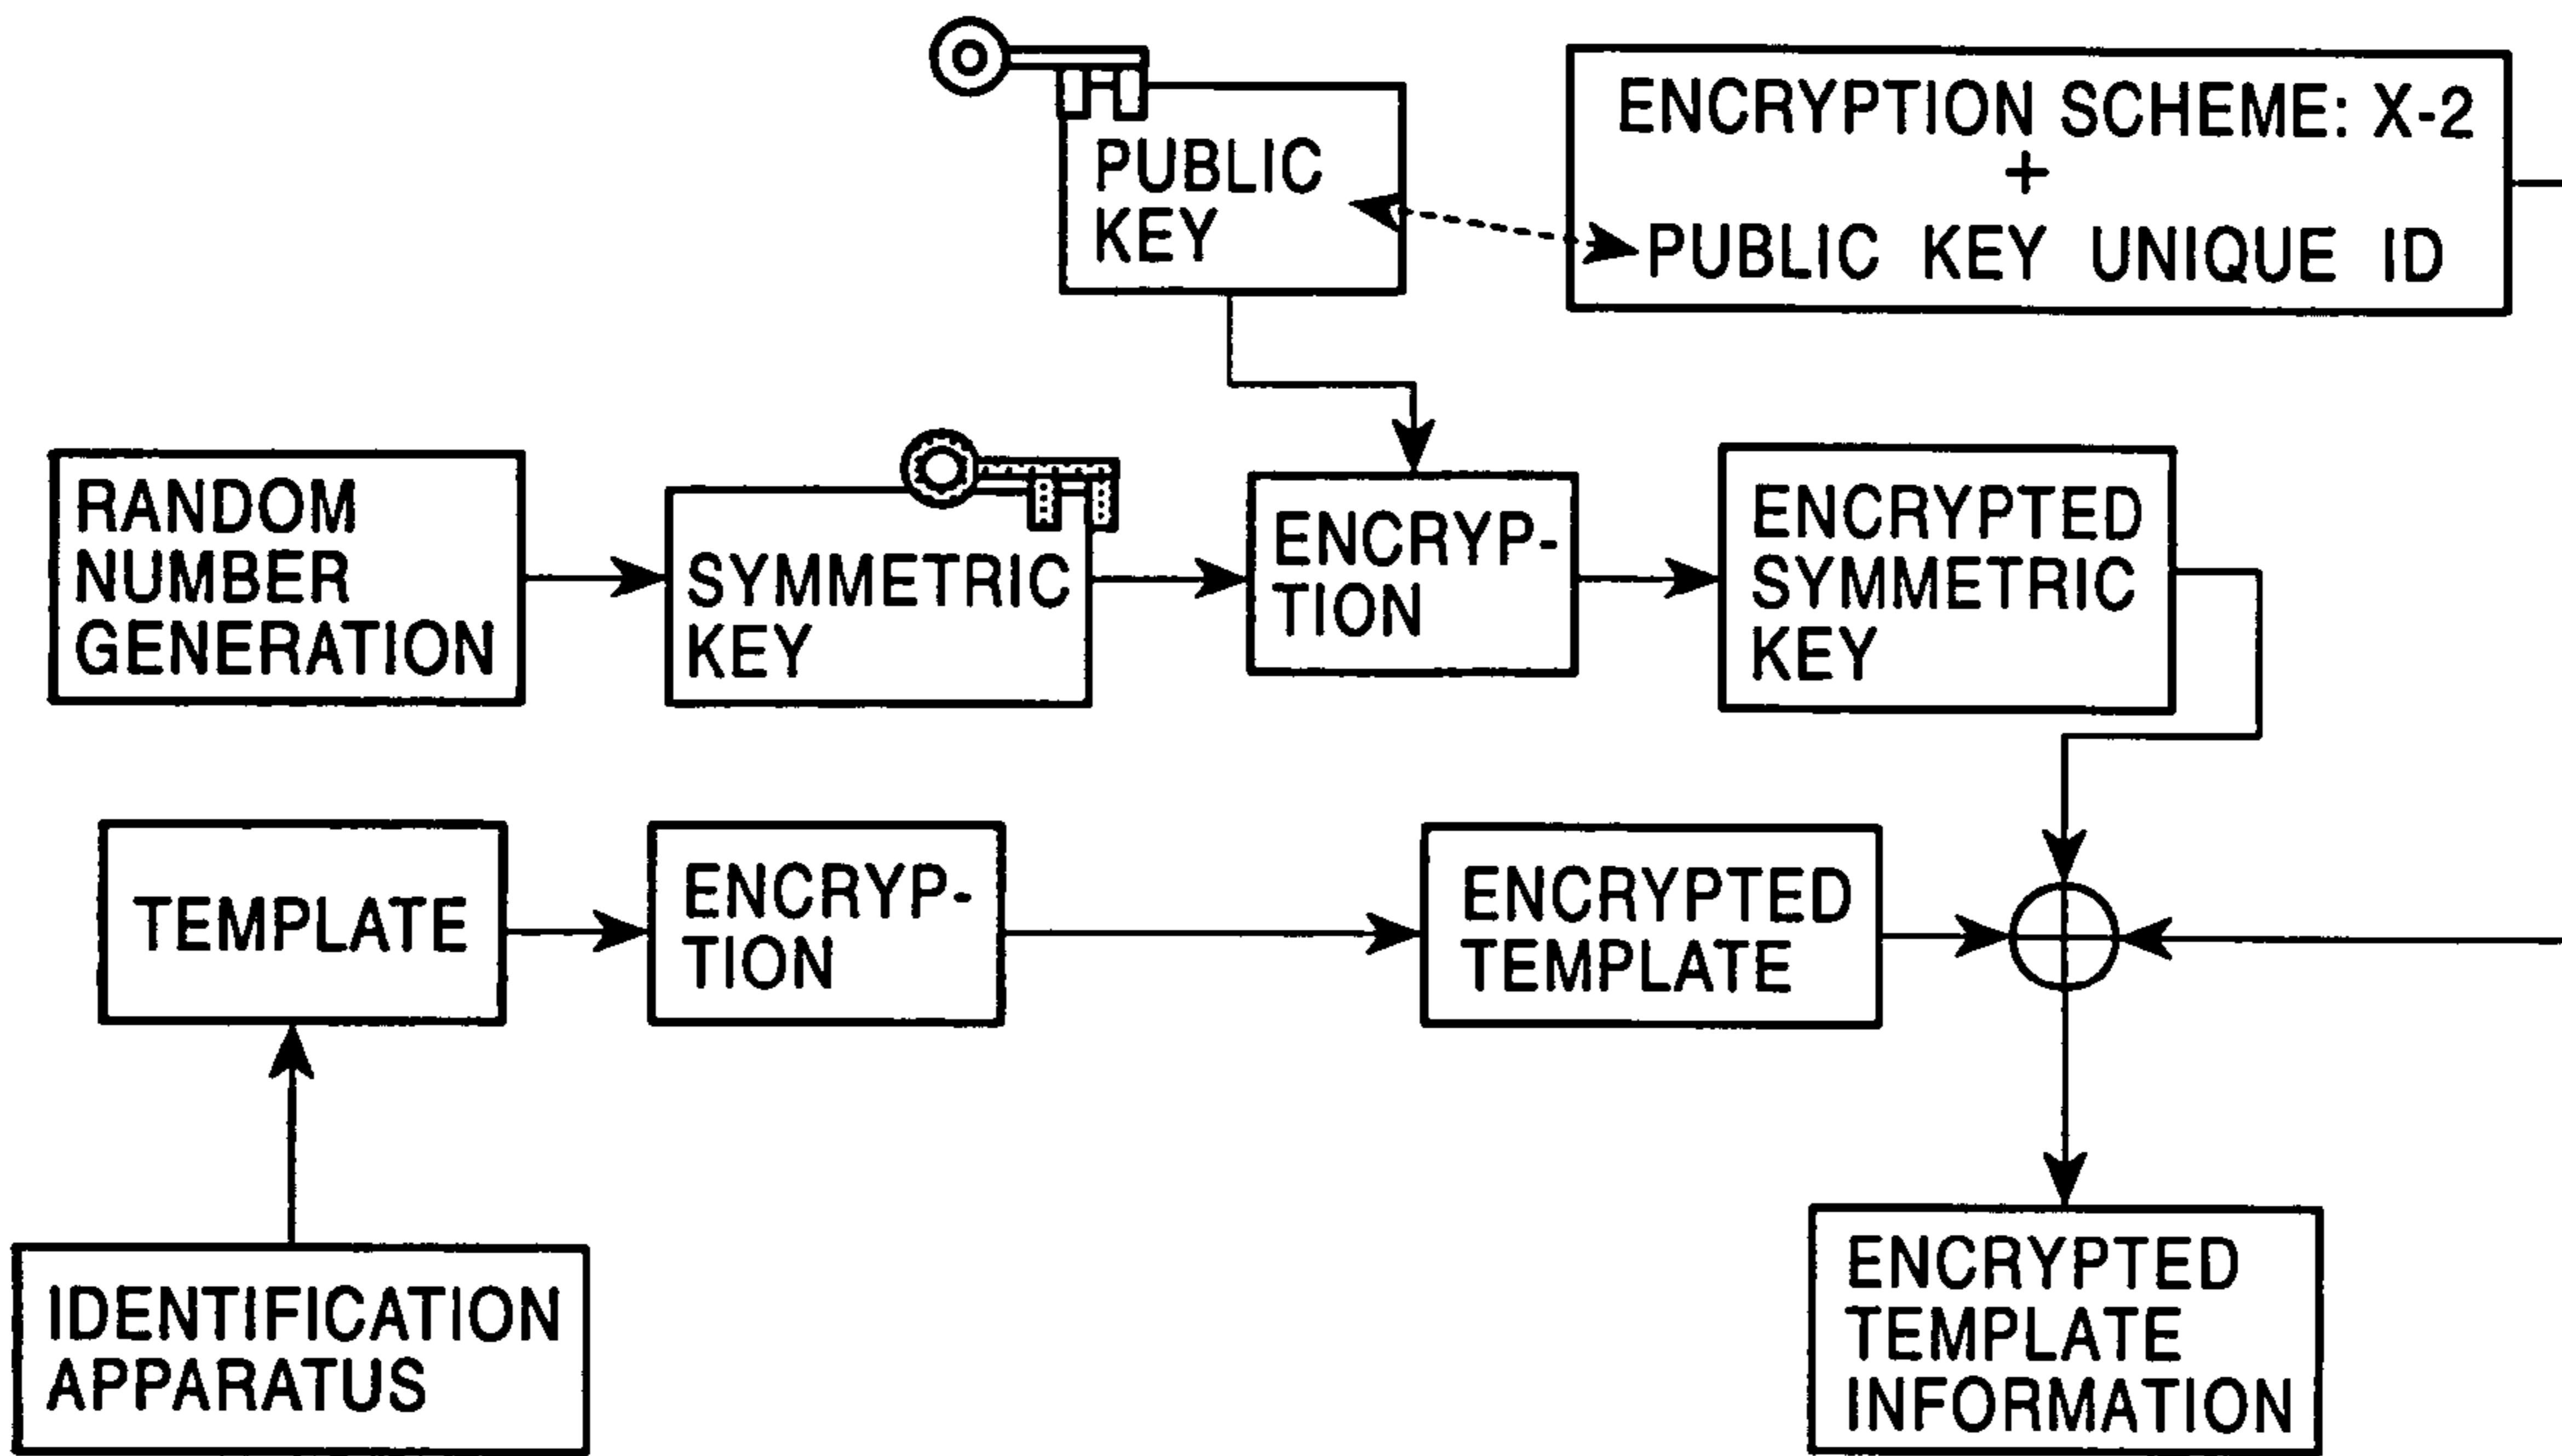 PUBLIC
KEY
ENCRYPTION SCHEME: X-2
+
PUBLIC KEY UNIQUE ID
RANDOM
NUMBER
GENERATION
SYMMETRIC
KEY
ENCRYP-
TION
ENCRYPTED
SYMMETRIC
KEY
TEMPLATE
ENCRYP-
TION
ENCRYPTED
TEMPLATE
IDENTIFICATION
APPARATUS
ENCRYPTED
TEMPLATE
INFORMATION